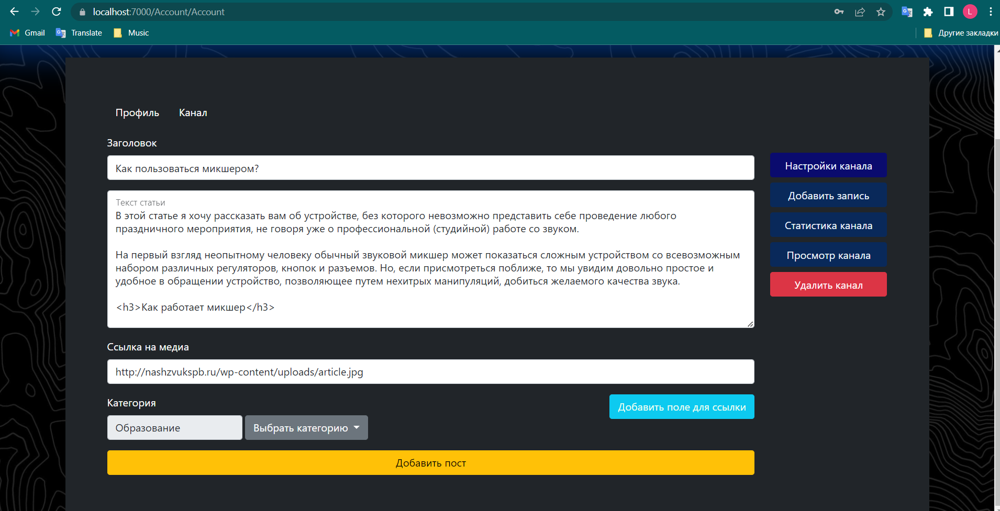 localhost:7000/Account/Account
L
Gmail
Translate
Music
Другие закладки
Профиль
Канал
Заголовок
Как пользоваться микшером?
Текст статьи
В этой статье я хочу рассказать вам об устройстве, без которого невозможно представить себе проведение любого
праздничного мероприятия, не говоря уже о профессиональной (студийной) работе со звуком.
На первый взгляд неопытному человеку обычный звуковой микшер может показаться сложным устройством со всевозможным
набором различных регуляторов, кнопок и разъемов. Но, если присмотреться поближе, то мы увидим довольно простое и
удобное в обращении устройство, позволяющее путем нехитрых манипуляций, добиться желаемого качества звука.
<h3>Как работает микшер</h3>
Ссылка на медиа
http://nashzvukspb.ru/wp-content/uploads/article.jpg
Категория
Добавить поле для ссылки
Образование
Выбрать категорию
Добавить пост
Настройки канала
Добавить запись
Статистика канала
Просмотр канала
Удалить канал